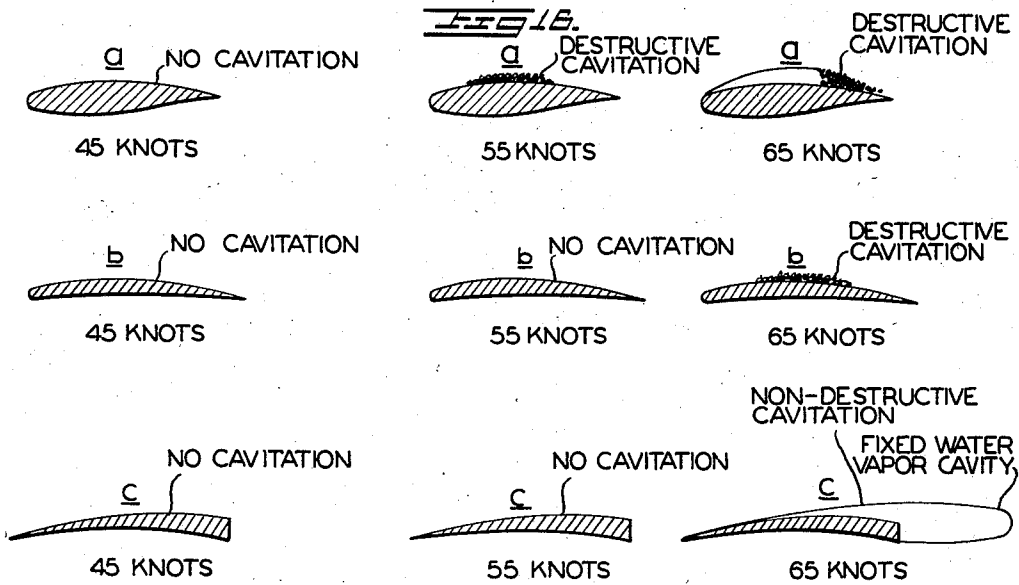 FIG 16.
a
NO CAVITATION
45 KNOTS
a
DESTRUCTIVE
CAVITATION
55 KNOTS
a
DESTRUCTIVE
CAVITATION
65 KNOTS
b
NO CAVITATION
45 KNOTS
b
NO CAVITATION
55 KNOTS
b
DESTRUCTIVE
CAVITATION
65 KNOTS
c
NO CAVITATION
45 KNOTS
c
NO CAVITATION
55 KNOTS
NON-DESTRUCTIVE
CAVITATION
FIXED WATER
VAPOR CAVITY
c
65 KNOTS